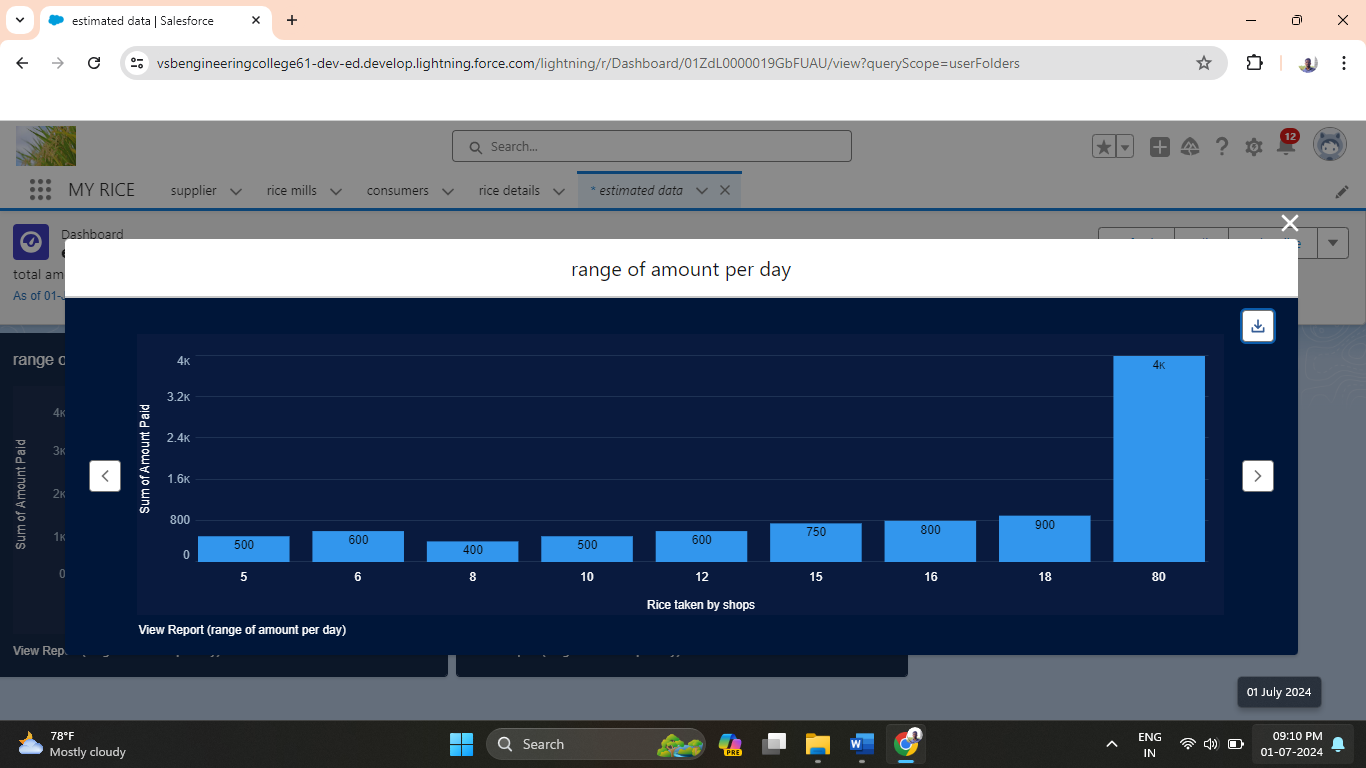 estimated data | Salesforce
vsbengineeringcollege61-dev-ed.develop.lightning.force.com/lightning/r/Dashboard/01ZdL0000019GbFUAU/view?queryScope=userFolders
Search...
12
MY RICE
supplier
rice mills
consumers
rice details
* estimated data
Dashboard
total am
As of 01-J
range of amount per day
range o
4K
3K
2K
1K
0
Sum of Amount Paid
4K
3.2K
2.4K
1.6K
800
0
Sum of Amount Paid
500
600
400
500
600
750
800
900
4K
5
6
8
10
12
15
16
18
80
Rice taken by shops
View Report (range of amount per day)
View Rep
01 July 2024
78°F
Mostly cloudy
Search
PRE
ENG
IN
09:10 PM
01-07-2024